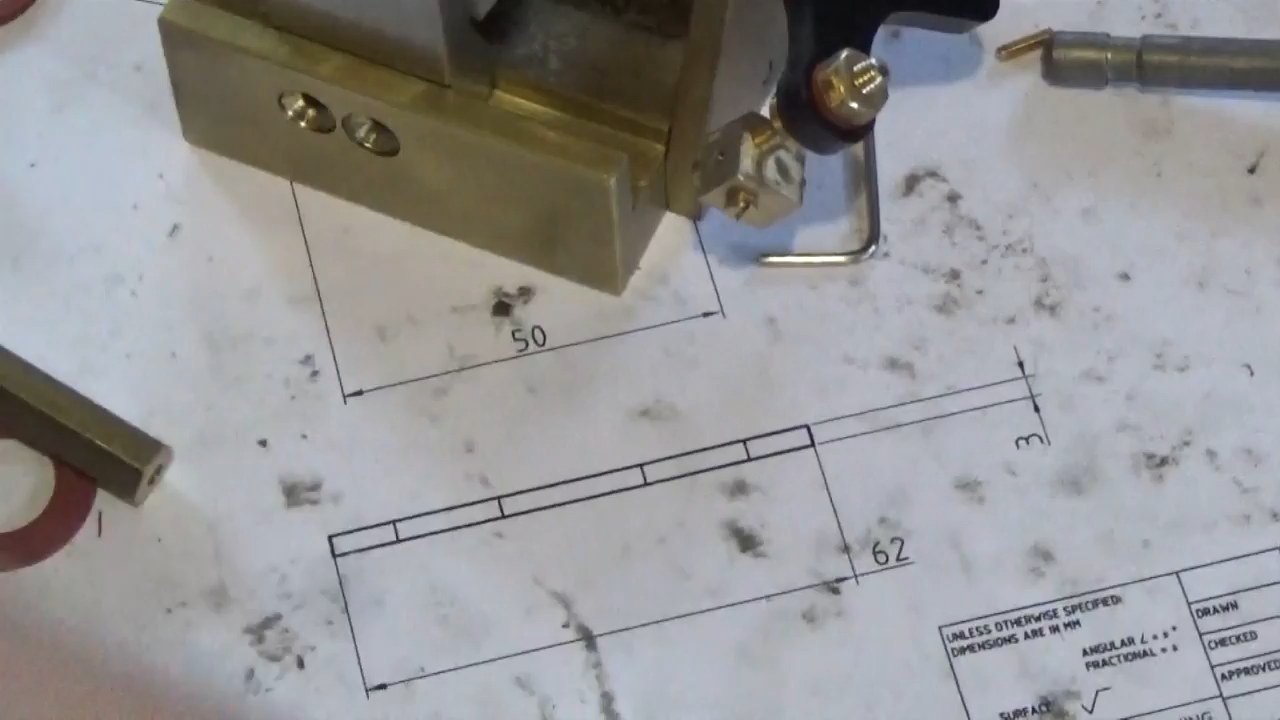 50
3
62
UNLESS OTHERWISE SPECIFIED:
DIMENSIONS ARE IN MM
ANGULAR ∠ = ± °
FRACTIONAL = ±
SURFACE √
DRAWN
CHECKED
APPROVED